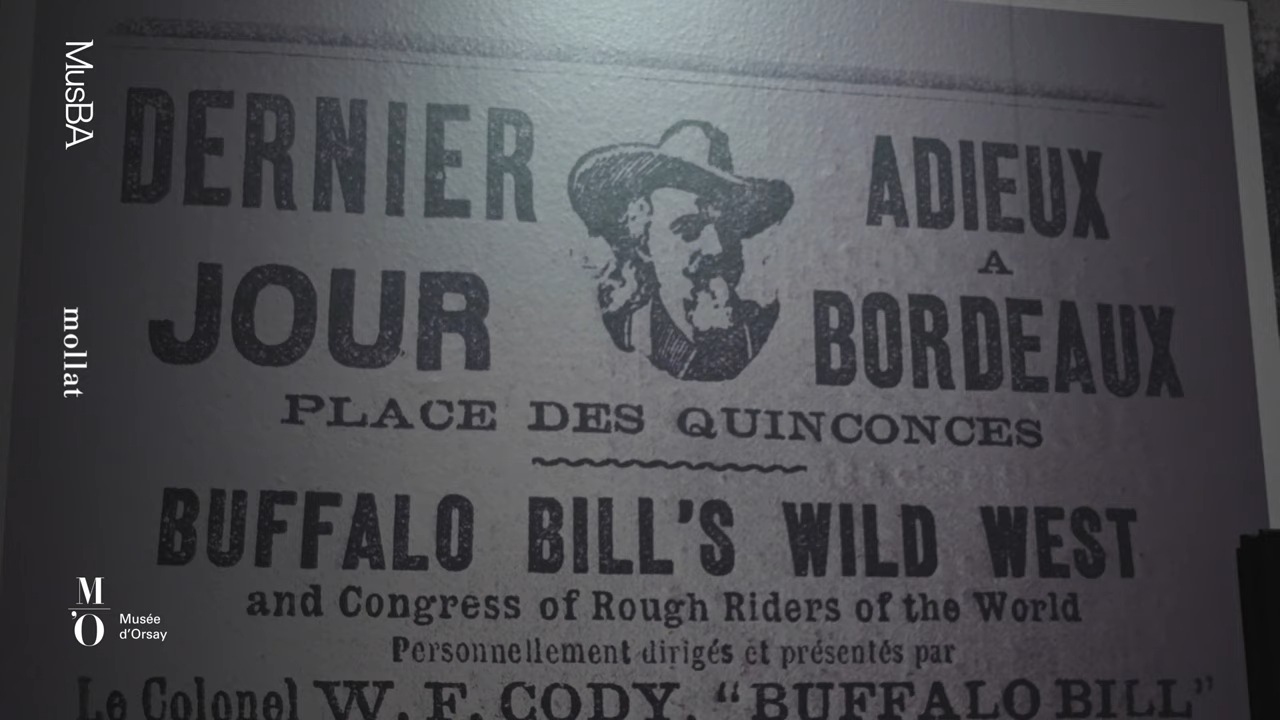 MusBA
mollat
M
'O
Musée
d'Orsay
DERNIER
JOUR
ADIEUX
A
BORDEAUX
PLACE DES QUINCONCES
BUFFALO BILL'S WILD WEST
and Congress of Rough Riders of the World
Personnellement dirigés et présentés par
Le Colonel W. F. CODY, "BUFFALO BILL"